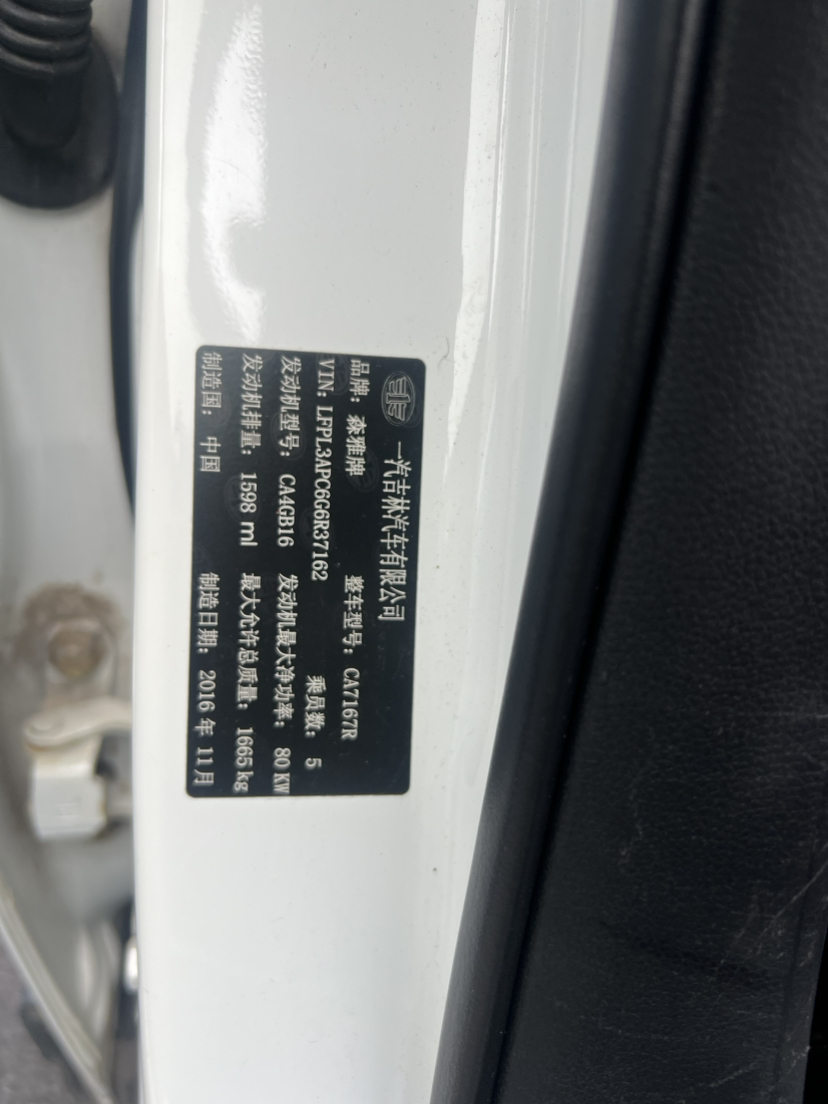 一汽吉林汽车有限公司
品牌：森雅牌 整车型号：CA7167R
VIN：LFPL3APC6G6R37162 乘员数：5
发动机型号：CA4GB16 发动机最大净功率：80 KW
发动机排量：1598 ml 最大允许总质量：1665 kg
制造国：中国 制造日期：2016 年 11 月